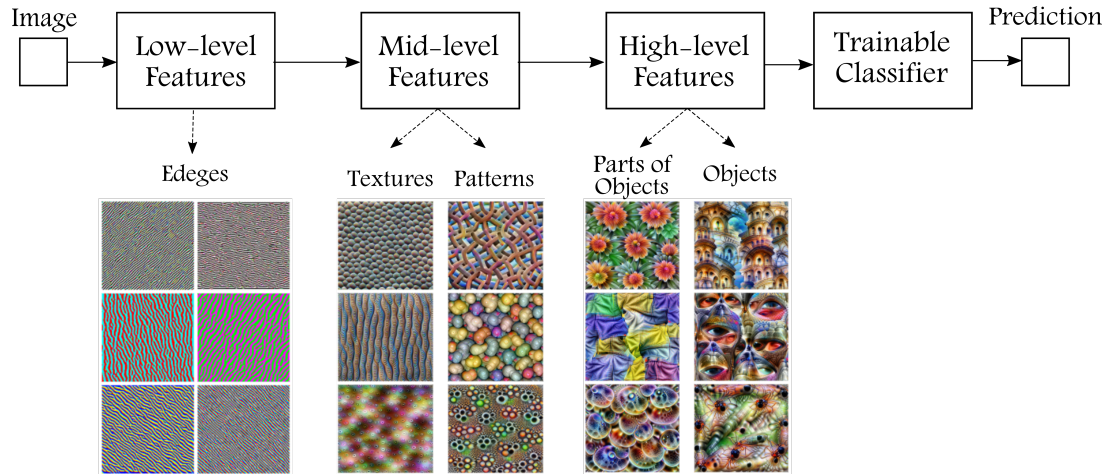 Image
Prediction
Low-level
Features
Mid-level
Features
High-level
Features
Trainable
Classifier
Edeges
Textures
Patterns
Parts of
Objects
Objects